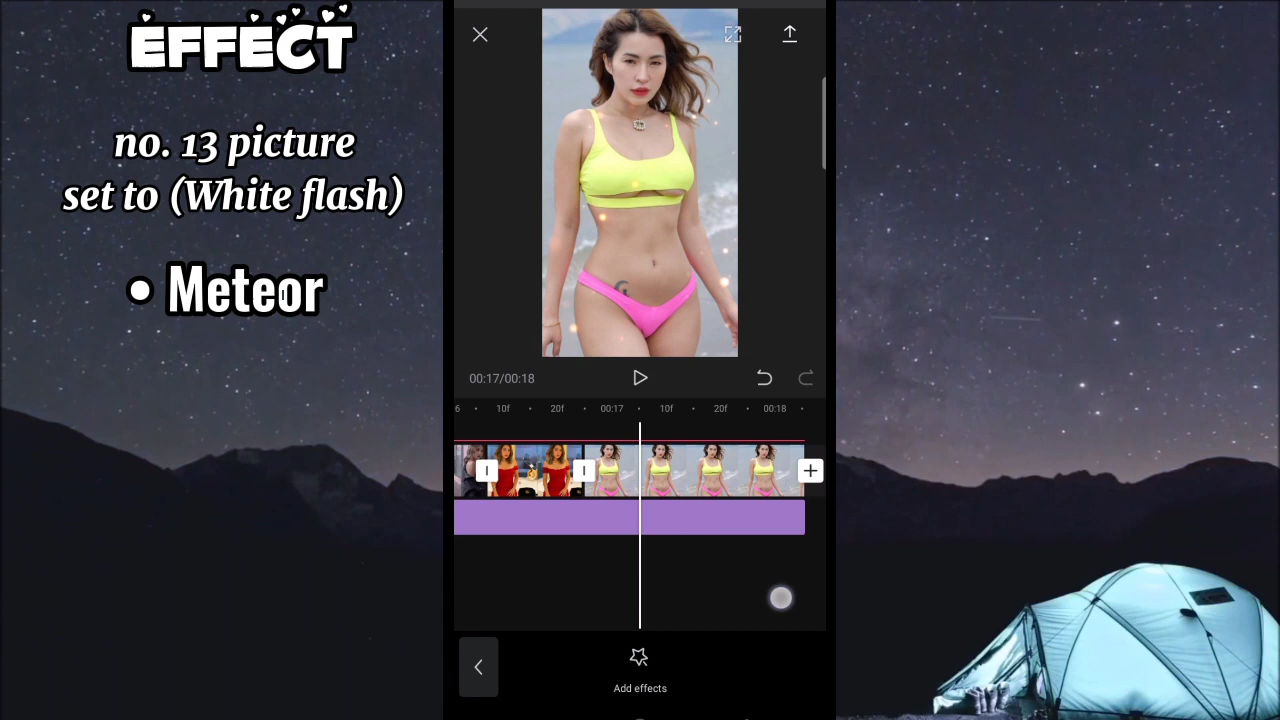 EFFECT
no. 13 picture
set to (White flash)
• Meteor
00:17/00:18
6 10f 20f 00:17 10f 20f 00:18
Add effects